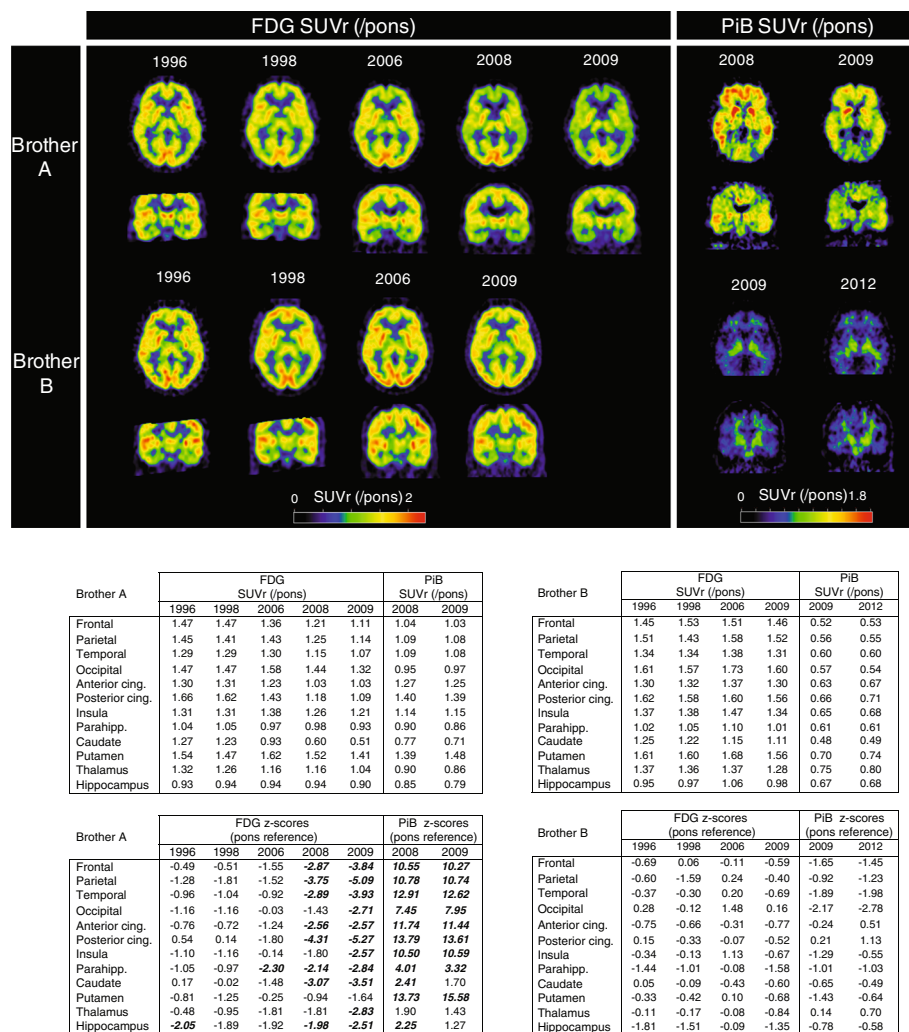 FDG SUVr (/pons) PiB SUVr (/pons)
1996 1998 2006 2008 2009 2008 2009
Brother A
1996 1998 2006 2009 2009 2012
Brother B
0 SUVr (/pons) 2 0 SUVr (/pons) 1.8
Brother A FDG SUVr (/pons) PiB SUVr (/pons)
1996 1998 2006 2008 2009 2008 2009
Frontal 1.47 1.47 1.36 1.21 1.11 1.04 1.03
Parietal 1.45 1.41 1.43 1.25 1.14 1.09 1.08
Temporal 1.29 1.29 1.30 1.15 1.07 1.09 1.08
Occipital 1.47 1.47 1.58 1.44 1.32 0.95 0.97
Anterior cing. 1.30 1.31 1.23 1.03 1.03 1.27 1.25
Posterior cing. 1.66 1.62 1.43 1.18 1.09 1.40 1.39
Insula 1.31 1.31 1.38 1.26 1.21 1.14 1.15
Parahipp. 1.04 1.05 0.97 0.98 0.93 0.90 0.86
Caudate 1.27 1.23 0.93 0.60 0.51 0.77 0.71
Putamen 1.54 1.47 1.62 1.52 1.41 1.39 1.48
Thalamus 1.32 1.26 1.16 1.16 1.04 0.90 0.86
Hippocampus 0.93 0.94 0.94 0.94 0.90 0.85 0.79
Brother B FDG SUVr (/pons) PiB SUVr (/pons)
1996 1998 2006 2009 2009 2012
Frontal 1.45 1.53 1.51 1.46 0.52 0.53
Parietal 1.51 1.43 1.58 1.52 0.56 0.55
Temporal 1.34 1.34 1.38 1.31 0.60 0.60
Occipital 1.61 1.57 1.73 1.60 0.57 0.54
Anterior cing. 1.30 1.32 1.37 1.30 0.63 0.67
Posterior cing. 1.62 1.58 1.60 1.56 0.66 0.71
Insula 1.37 1.38 1.47 1.34 0.65 0.68
Parahipp. 1.02 1.05 1.10 1.01 0.61 0.61
Caudate 1.25 1.22 1.15 1.11 0.48 0.49
Putamen 1.61 1.60 1.68 1.56 0.70 0.74
Thalamus 1.37 1.36 1.37 1.28 0.75 0.80
Hippocampus 0.95 0.97 1.06 0.98 0.67 0.68
Brother A FDG z-scores (pons reference) PiB z-scores (pons reference)
1996 1998 2006 2008 2009 2008 2009
Frontal -0.49 -0.51 -1.55 -2.87 -3.84 10.55 10.27
Parietal -1.28 -1.81 -1.52 -3.75 -5.09 10.78 10.74
Temporal -0.96 -1.04 -0.92 -2.89 -3.93 12.91 12.62
Occipital -1.16 -1.16 -0.03 -1.43 -2.71 7.45 7.95
Anterior cing. -0.76 -0.72 -1.24 -2.56 -2.57 11.74 11.44
Posterior cing. 0.54 0.14 -1.80 -4.31 -5.27 13.79 13.61
Insula -1.10 -1.16 -0.14 -1.80 -2.57 10.50 10.59
Parahipp. -1.05 -0.97 -2.30 -2.14 -2.84 4.01 3.32
Caudate 0.17 -0.02 -1.48 -3.07 -3.51 2.41 1.70
Putamen -0.81 -1.25 -0.25 -0.94 -1.64 13.73 15.58
Thalamus -0.48 -0.95 -1.81 -1.81 -2.83 1.90 1.43
Hippocampus -2.05 -1.89 -1.92 -1.98 -2.51 2.25 1.27
Brother B FDG z-scores (pons reference) PiB z-scores (pons reference)
1996 1998 2006 2009 2009 2012
Frontal -0.69 0.06 -0.11 -0.59 -1.65 -1.45
Parietal -0.60 -1.59 0.24 -0.40 -0.92 -1.23
Temporal -0.37 -0.30 0.20 -0.69 -1.89 -1.98
Occipital 0.28 -0.12 1.48 0.16 -2.17 -2.78
Anterior cing. -0.75 -0.66 -0.31 -0.77 -0.24 0.51
Posterior cing. 0.15 -0.33 -0.07 -0.52 0.21 1.13
Insula -0.34 -0.13 1.13 -0.67 -1.29 -0.55
Parahipp. -1.44 -1.01 -0.08 -1.58 -1.01 -1.03
Caudate 0.05 -0.09 -0.43 -0.60 -0.65 -0.49
Putamen -0.33 -0.42 0.10 -0.68 -1.43 -0.64
Thalamus -0.11 -0.17 -0.08 -0.84 0.14 0.70
Hippocampus -1.81 -1.51 -0.09 -1.35 -0.76 -0.58